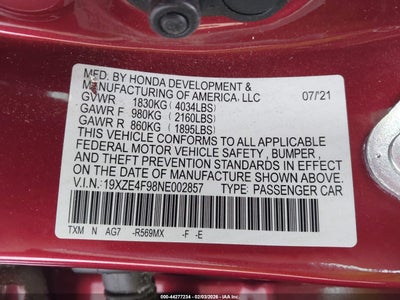 MFD. BY HONDA DEVELOPMENT &
MANUFACTURING OF AMERICA, LLC
GVWR 1830KG (4034LBS) 07/'21
GAWR F 980KG (2160LBS)
GAWR R 860KG (1895LBS)
THIS VEHICLE CONFORMS TO ALL APPLICABLE
FEDERAL MOTOR VEHICLE SAFETY , BUMPER ,
AND THEFT PREVENTION STANDARDS IN EFFECT
ON THE DATE OF MANUFACTURE SHOWN ABOVE.
V.I.N.: 19XZE4F98NE002857 TYPE: PASSENGER CAR
TXM N AG7 -R569MX -F -E
000-44277234 - 02/03/2026 - IAA Inc.